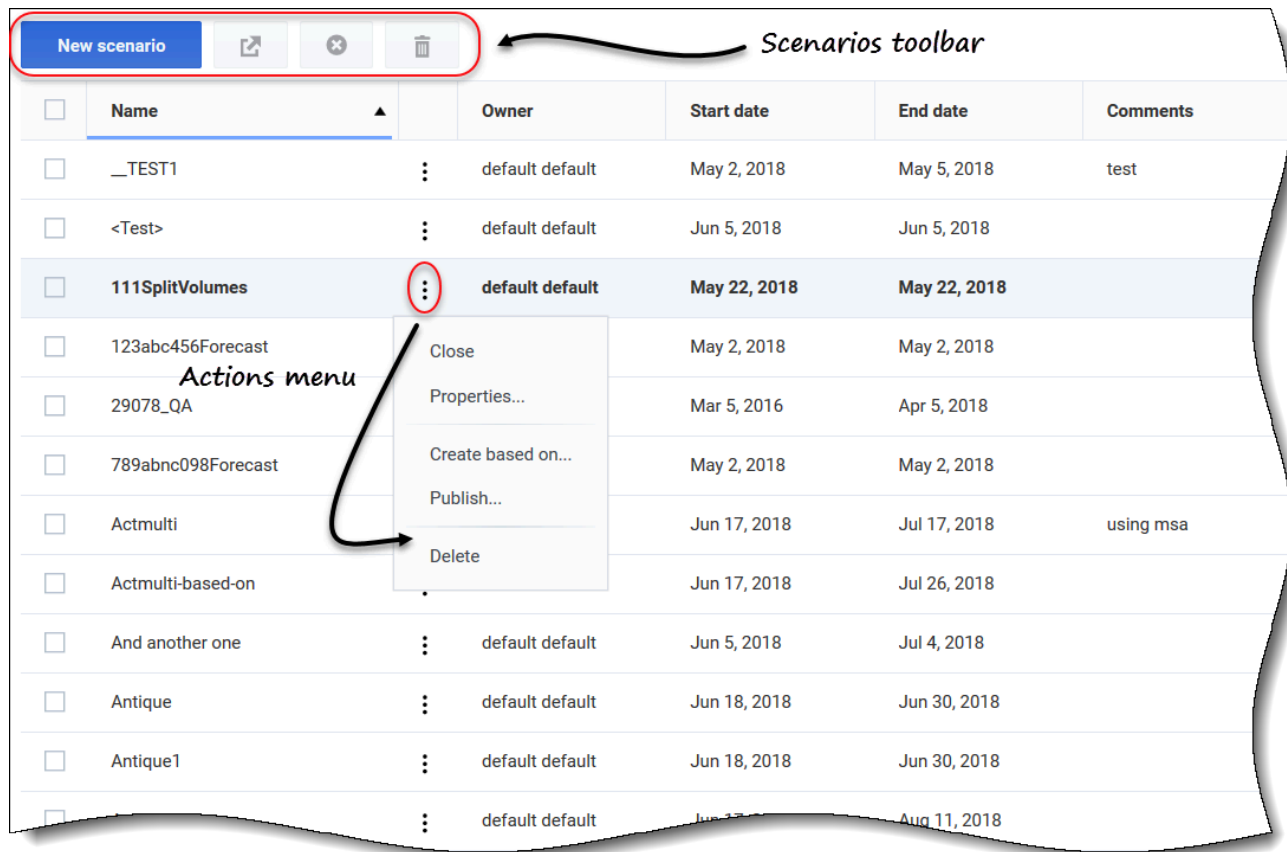 New scenario
Scenarios toolbar
Name Owner Start date End date Comments
__TEST1 default default May 2, 2018 May 5, 2018 test
<Test> default default Jun 5, 2018 Jun 5, 2018
111SplitVolumes default default May 22, 2018 May 22, 2018
123abc456Forecast May 2, 2018 May 2, 2018
Close
Actions menu
Properties...
29078_QA Mar 5, 2016 Apr 5, 2018
Create based on...
789abnc098Forecast May 2, 2018 May 2, 2018
Publish...
Actmulti Jun 17, 2018 Jul 17, 2018 using msa
Delete
Actmulti-based-on Jun 17, 2018 Jul 26, 2018
And another one default default Jun 5, 2018 Jul 4, 2018
Antique default default Jun 18, 2018 Jun 30, 2018
Antique1 default default Jun 18, 2018 Jun 30, 2018
default default Aug 11, 2018